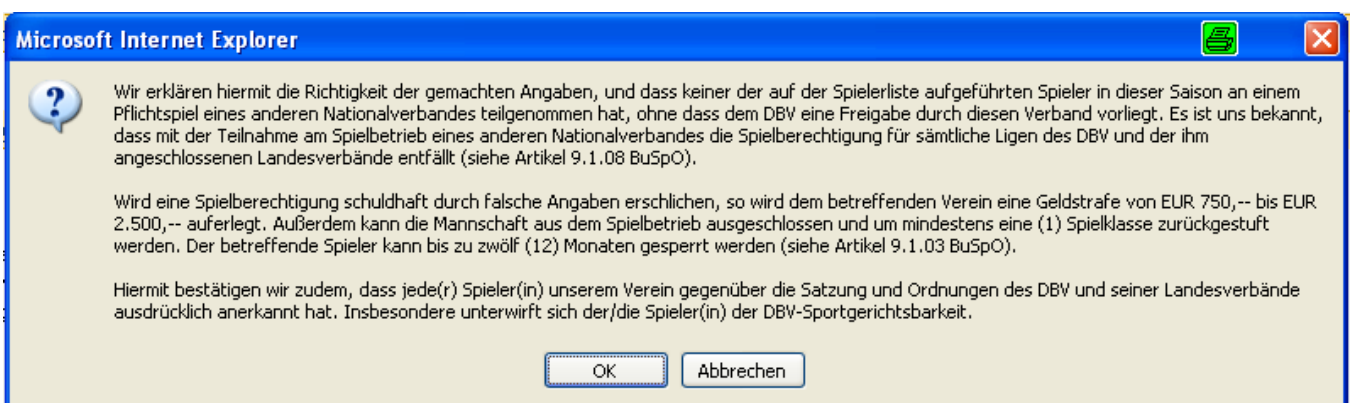 Microsoft Internet Explorer
Wir erklären hiermit die Richtigkeit der gemachten Angaben, und dass keiner der auf der Spielerliste aufgeführten Spieler in dieser Saison an einem
Pflichtspiel eines anderen Nationalverbandes teilgenommen hat, ohne dass dem DBV eine Freigabe durch diesen Verband vorliegt. Es ist uns bekannt,
dass mit der Teilnahme am Spielbetrieb eines anderen Nationalverbandes die Spielberechtigung für sämtliche Ligen des DBV und der ihm
angeschlossenen Landesverbände entfällt (siehe Artikel 9.1.08 BuSpO).
Wird eine Spielberechtigung schuldhaft durch falsche Angaben erschlichen, so wird dem betreffenden Verein eine Geldstrafe von EUR 750,-- bis EUR
2.500,-- auferlegt. Außerdem kann die Mannschaft aus dem Spielbetrieb ausgeschlossen und um mindestens eine (1) Spielklasse zurückgestuft
werden. Der betreffende Spieler kann bis zu zwölf (12) Monaten gesperrt werden (siehe Artikel 9.1.03 BuSpO).
Hiermit bestätigen wir zudem, dass jede(r) Spieler(in) unserem Verein gegenüber die Satzung und Ordnungen des DBV und seiner Landesverbände
ausdrücklich anerkannt hat. Insbesondere unterwirft sich der/die Spieler(in) der DBV-Sportgerichtsbarkeit.
OK Abbrechen